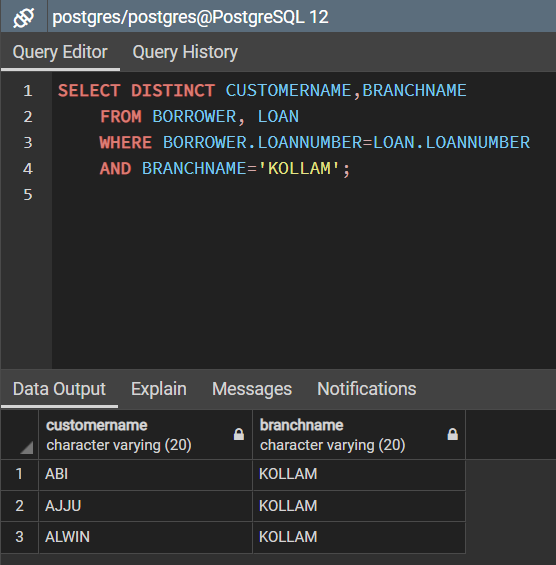 postgres/postgres@PostgreSQL 12
Query Editor Query History
1 SELECT DISTINCT CUSTOMERNAME,BRANCHNAME
2 FROM BORROWER, LOAN
3 WHERE BORROWER.LOANNUMBER=LOAN.LOANNUMBER
4 AND BRANCHNAME='KOLLAM';
5
Data Output Explain Messages Notifications
customername branchname
character varying (20) character varying (20)
1 ABI KOLLAM
2 AJJU KOLLAM
3 ALWIN KOLLAM